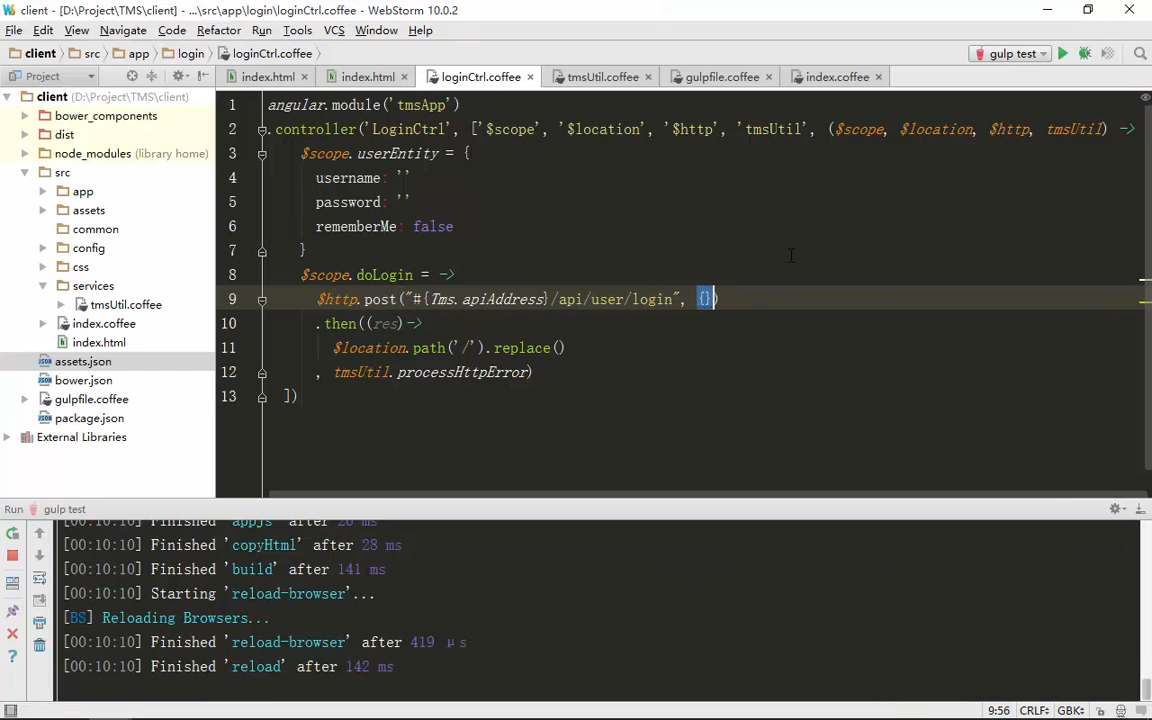 client - [D:\Project\TMS\client] - ...\src\app\login\loginCtrl.coffee - WebStorm 10.0.2
File Edit View Navigate Code Refactor Run Tools VCS Window Help
client src app login loginCtrl.coffee gulp test
Project index.html index.html loginCtrl.coffee tmsUtil.coffee gulpfile.coffee index.coffee
client (D:\Project\TMS\client)
bower_components
dist
node_modules (library home)
src
app
assets
common
config
css
services
tmsUtil.coffee
index.coffee
index.html
assets.json
bower.json
gulpfile.coffee
package.json
External Libraries
1 angular.module('tmsApp')
2 .controller('LoginCtrl', ['$scope', '$location', '$http', 'tmsUtil', ($scope, $location, $http, tmsUtil) ->
3 $scope.userEntity = {
4 username: ''
5 password: ''
6 rememberMe: false
7 }
8 $scope.doLogin = ->
9 $http.post("#{Tms.apiAddress}/api/user/login", {})
10 .then((res)->
11 $location.path('/').replace()
12 , tmsUtil.processHttpError)
13 ])
Run gulp test
[00:10:10] Finished 'appjs' after 26 ms
[00:10:10] Finished 'copyHtml' after 28 ms
[00:10:10] Finished 'build' after 141 ms
[00:10:10] Starting 'reload-browser'...
[BS] Reloading Browsers...
[00:10:10] Finished 'reload-browser' after 419 μs
[00:10:10] Finished 'reload' after 142 ms
9:56 CRLF GBK